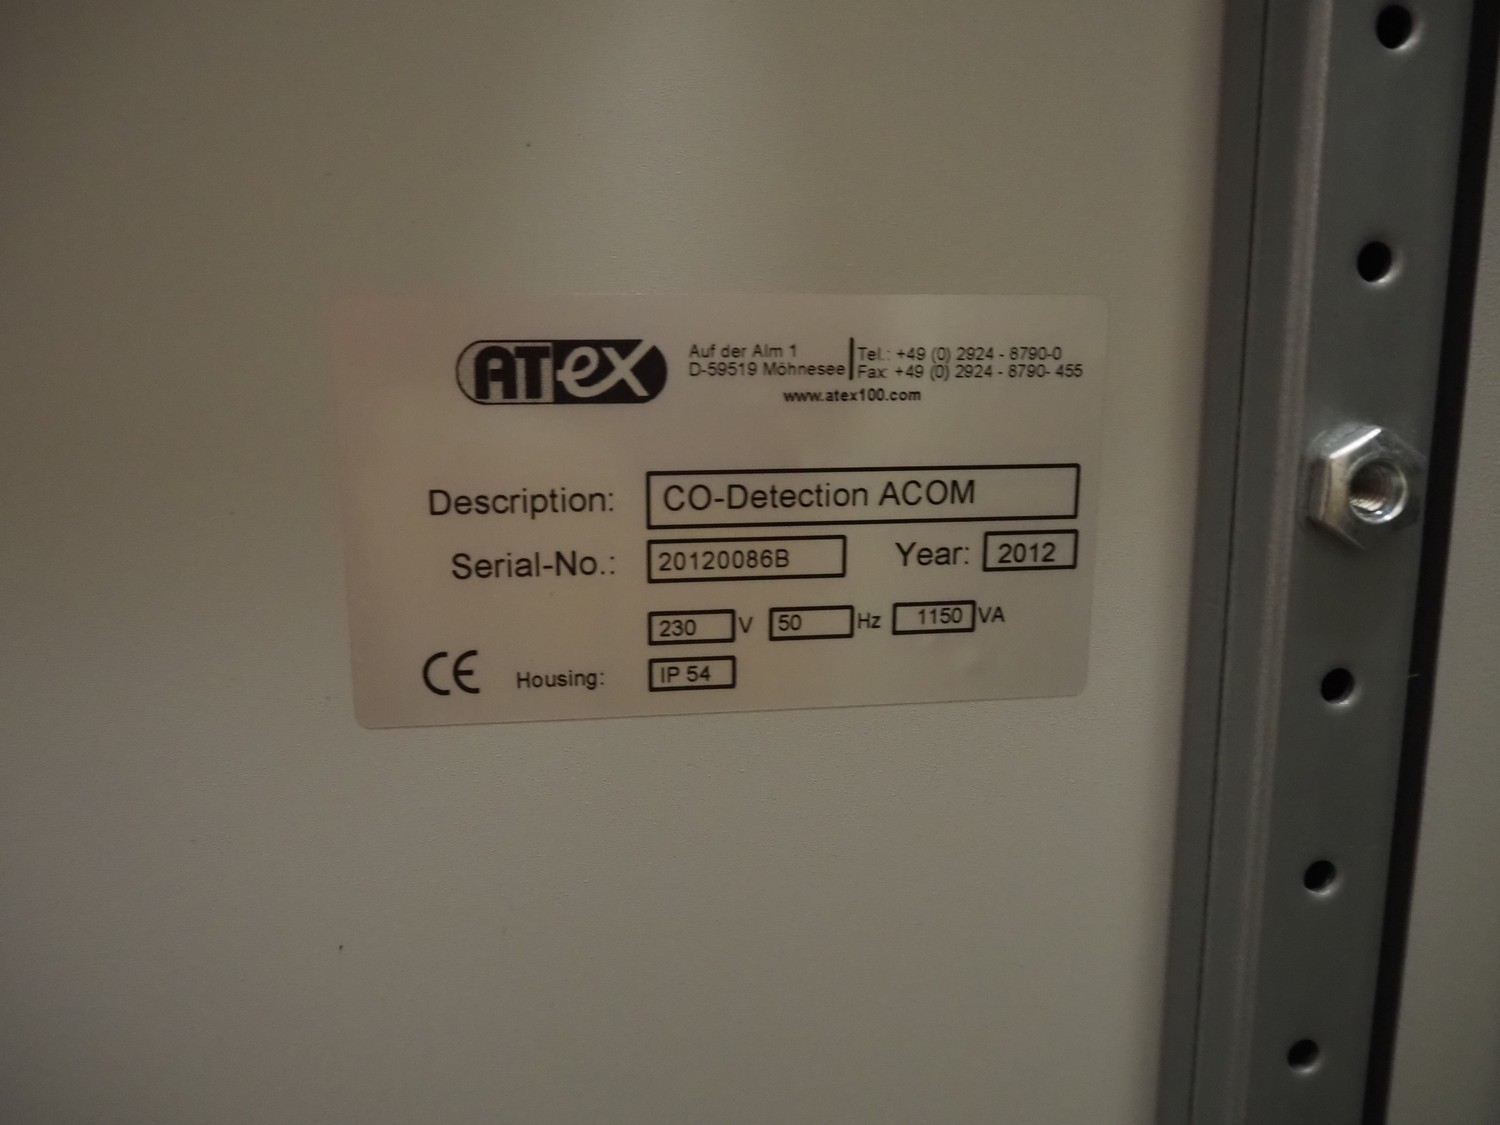 ATEX
Auf der Alm 1
D-59519 Möhnesee
Tel.: +49 (0) 2924 - 8790-0
Fax: +49 (0) 2924 - 8790- 455
www.atex100.com
Description: CO-Detection ACOM
Serial-No.: 20120086B Year: 2012
230 V 50 Hz 1150 VA
CE Housing: IP 54